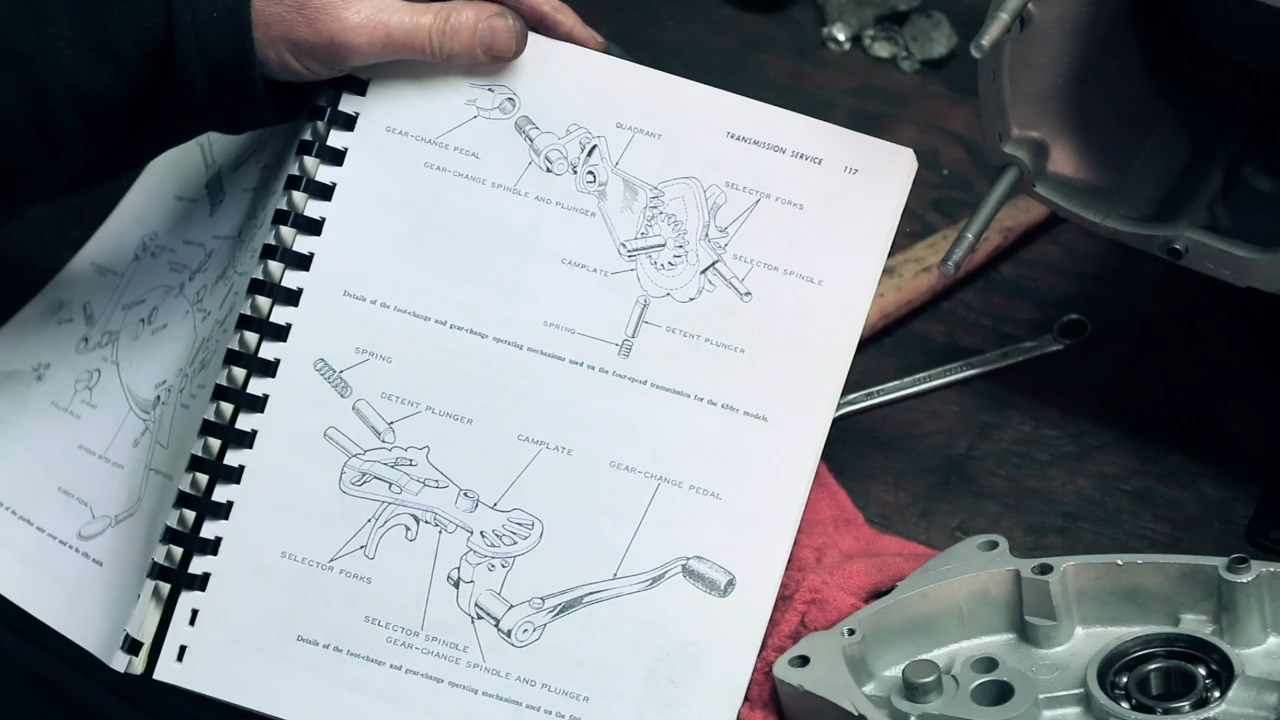 TRANSMISSION SERVICE 117
QUADRANT
GEAR-CHANGE PEDAL
GEAR-CHANGE SPINDLE AND PLUNGER
SELECTOR FORKS
SELECTOR SPINDLE
CAMPLATE
SPRING
DETENT PLUNGER
Details of the foot-change and gear-change operating mechanisms used on the four-speed transmission for the 650cc models.
SPRING
DETENT PLUNGER
CAMPLATE
GEAR-CHANGE PEDAL
SELECTOR FORKS
SELECTOR SPINDLE
GEAR-CHANGE SPINDLE AND PLUNGER
Details of the foot-change and gear-change operating mechanisms used on the 500